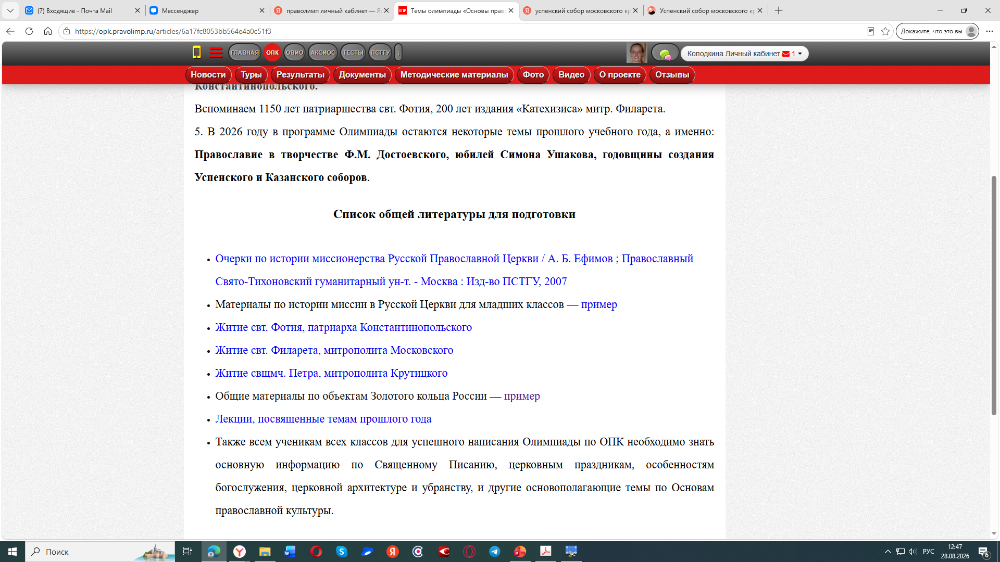 (7) Входящие - Почта Mail
Мессенджер
праволимп личный кабинет — Я
Темы олимпиады «Основы прав
успенский собор московского кр
Успенский собор московского кр
https://opk.pravolimp.ru/articles/6a17fc8053bb564e4a0c51f3
Докажите, что это вы
ГЛАВНАЯ
ОПК
ОВИО
АКСИОС
ТЕСТЫ
ПСТГУ
↓
Колодкина Личный кабинет 1
Новости
Туры
Результаты
Документы
Методические материалы
Фото
Видео
О проекте
Отзывы
Константинопольского.
Вспоминаем 1150 лет патриаршества свт. Фотия, 200 лет издания «Катехизиса» митр. Филарета.
5. В 2026 году в программе Олимпиады остаются некоторые темы прошлого учебного года, а именно:
Православие в творчестве Ф.М. Достоевского, юбилей Симона Ушакова, годовщины создания
Успенского и Казанского соборов.
Список общей литературы для подготовки
• Очерки по истории миссионерства Русской Православной Церкви / А. Б. Ефимов ; Православный
Свято-Тихоновский гуманитарный ун-т. - Москва : Изд-во ПСТГУ, 2007
• Материалы по истории миссии в Русской Церкви для младших классов — пример
• Житие свт. Фотия, патриарха Константинопольского
• Житие свт. Филарета, митрополита Московского
• Житие свщмч. Петра, митрополита Крутицкого
• Общие материалы по объектам Золотого кольца России — пример
• Лекции, посвященные темам прошлого года
• Также всем ученикам всех классов для успешного написания Олимпиады по ОПК необходимо знать
основную информацию по Священному Писанию, церковным праздникам, особенностям
богослужения, церковной архитектуре и убранству, и другие основополагающие темы по Основам
православной культуры.
Поиск
РУС
12:47
28.08.2026
6